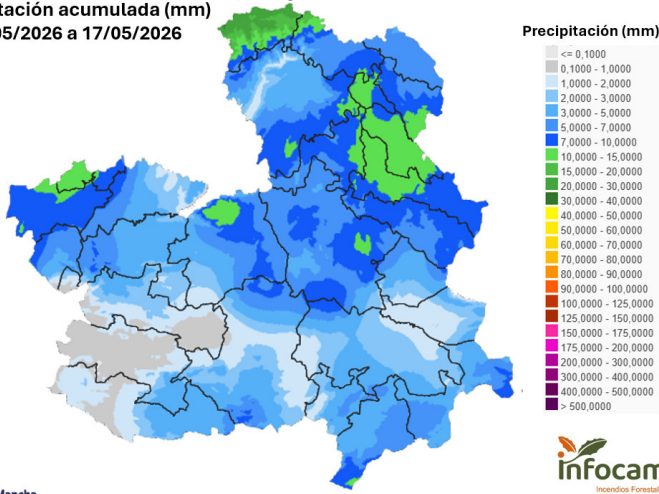 tación acumulada (mm)
05/2026 a 17/05/2026
Precipitación (mm)
<= 0,1000
0,1000 - 1,0000
1,0000 - 2,0000
2,0000 - 3,0000
3,0000 - 5,0000
5,0000 - 7,0000
7,0000 - 10,0000
10,0000 - 15,0000
15,0000 - 20,0000
20,0000 - 30,0000
30,0000 - 40,0000
40,0000 - 50,0000
50,0000 - 60,0000
60,0000 - 70,0000
70,0000 - 80,0000
80,0000 - 90,0000
90,0000 - 100,0000
100,0000 - 125,0000
125,0000 - 150,0000
150,0000 - 175,0000
175,0000 - 200,0000
200,0000 - 300,0000
300,0000 - 400,0000
400,0000 - 500,0000
> 500,0000
infocam
Incendios Forestal
Mancha